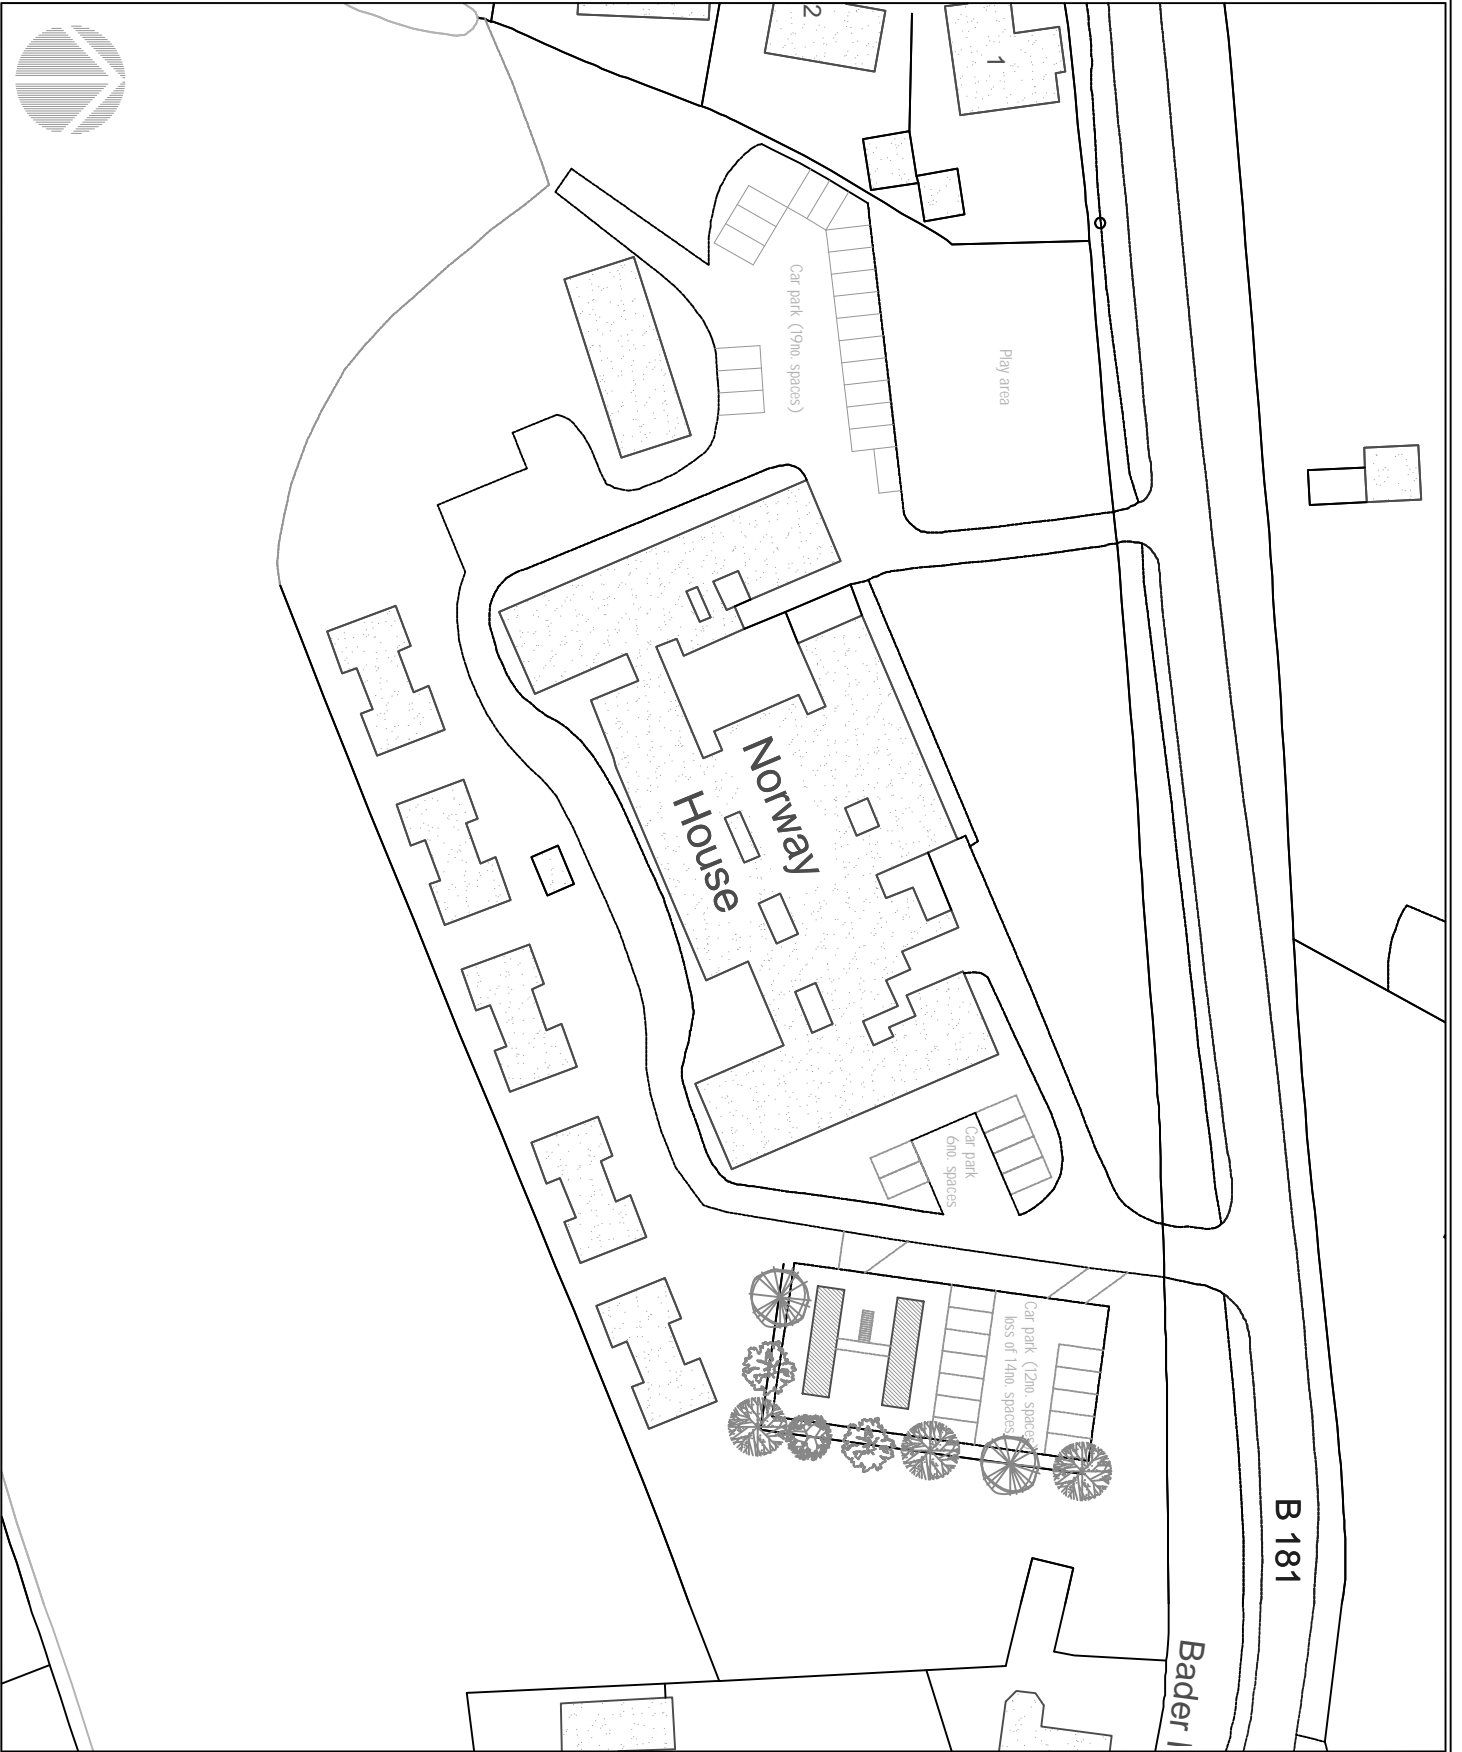 2
1
Car park (19no. spaces)
Play area
Norway
House
Car park
6no. spaces
Car park (12no. spaces
loss of 14no. spaces
B 181
Bader